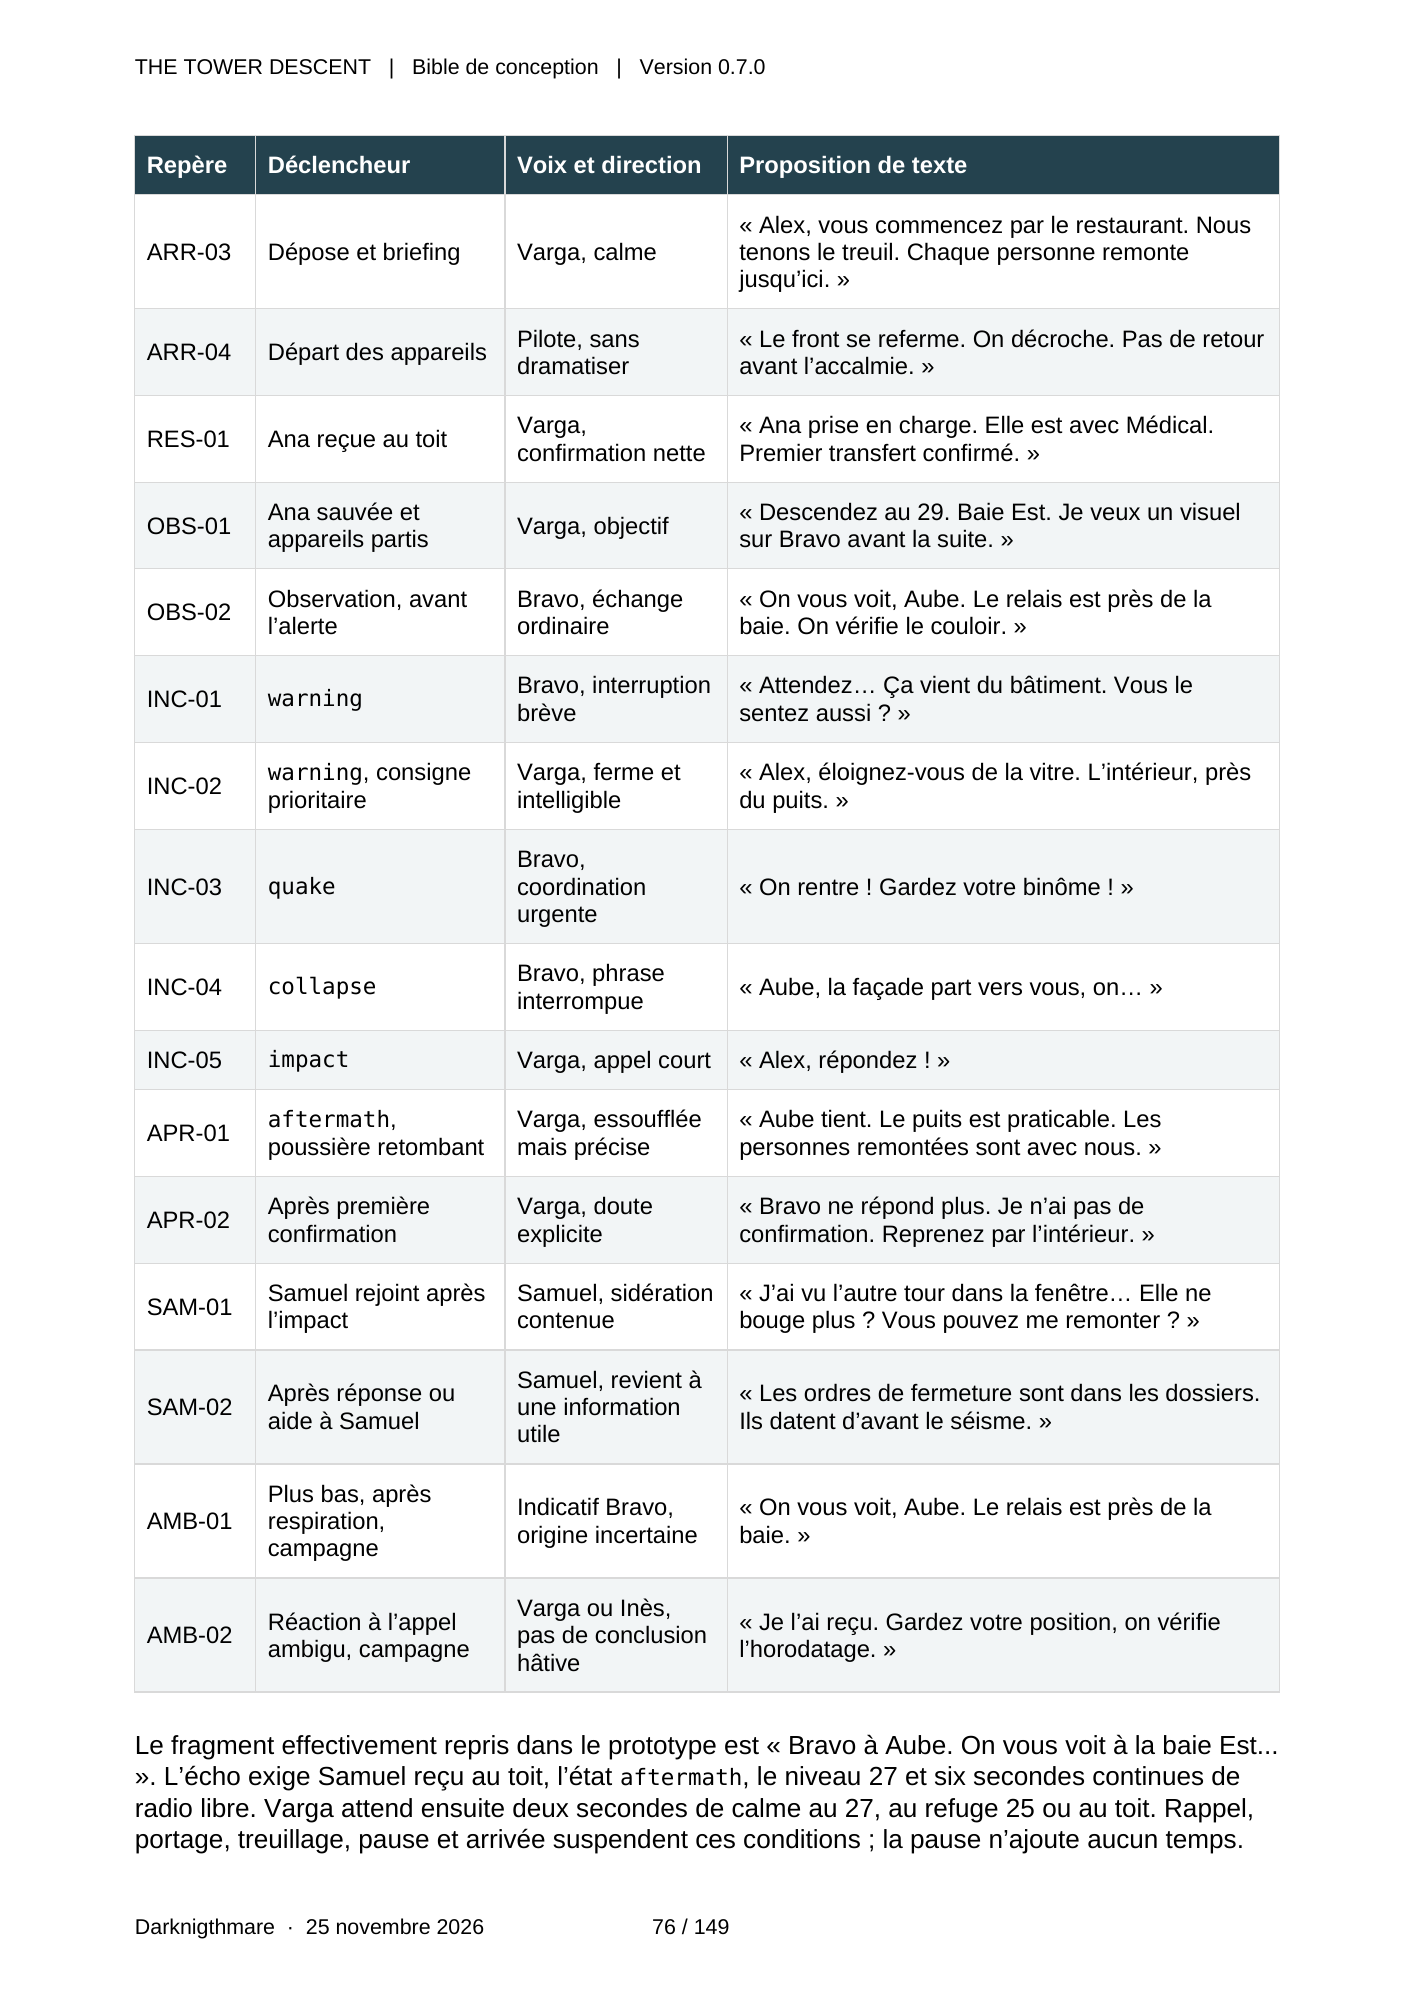 THE TOWER DESCENT | Bible de conception | Version 0.7.0
Repère Déclencheur Voix et direction Proposition de texte
ARR-03 Dépose et briefing Varga, calme « Alex, vous commencez par le restaurant. Nous
tenons le treuil. Chaque personne remonte
jusqu’ici. »
ARR-04 Départ des appareils Pilote, sans
dramatiser
« Le front se referme. On décroche. Pas de retour
avant l’accalmie. »
RES-01 Ana reçue au toit Varga,
confirmation nette
« Ana prise en charge. Elle est avec Médical.
Premier transfert confirmé. »
OBS-01 Ana sauvée et
appareils partis
Varga, objectif
« Descendez au 29. Baie Est. Je veux un visuel
sur Bravo avant la suite. »
OBS-02 Observation, avant
l’alerte
Bravo, échange
ordinaire
« On vous voit, Aube. Le relais est près de la
baie. On vérifie le couloir. »
INC-01 warning Bravo, interruption
brève
« Attendez… Ça vient du bâtiment. Vous le
sentez aussi ? »
INC-02 warning, consigne
prioritaire
Varga, ferme et
intelligible
« Alex, éloignez-vous de la vitre. L’intérieur, près
du puits. »
INC-03 quake Bravo,
coordination
urgente
« On rentre ! Gardez votre binôme ! »
INC-04 collapse Bravo, phrase
interrompue
« Aube, la façade part vers vous, on… »
INC-05 impact Varga, appel court « Alex, répondez ! »
APR-01 aftermath,
poussière retombant
Varga, essoufflée
mais précise
« Aube tient. Le puits est praticable. Les
personnes remontées sont avec nous. »
APR-02 Après première
confirmation
Varga, doute
explicite
« Bravo ne répond plus. Je n’ai pas de
confirmation. Reprenez par l’intérieur. »
SAM-01 Samuel rejoint après
l’impact
Samuel, sidération
contenue
« J’ai vu l’autre tour dans la fenêtre… Elle ne
bouge plus ? Vous pouvez me remonter ? »
SAM-02 Après réponse ou
aide à Samuel
Samuel, revient à
une information
utile
« Les ordres de fermeture sont dans les dossiers.
Ils datent d’avant le séisme. »
AMB-01 Plus bas, après
respiration,
campagne
Indicatif Bravo,
origine incertaine
« On vous voit, Aube. Le relais est près de la
baie. »
AMB-02 Réaction à l’appel
ambigu, campagne
Varga ou Inès,
pas de conclusion
hâtive
« Je l’ai reçu. Gardez votre position, on vérifie
l’horodatage. »
Le fragment effectivement repris dans le prototype est « Bravo à Aube. On vous voit à la baie Est...
». L’écho exige Samuel reçu au toit, l’état aftermath, le niveau 27 et six secondes continues de
radio libre. Varga attend ensuite deux secondes de calme au 27, au refuge 25 ou au toit. Rappel,
portage, treuillage, pause et arrivée suspendent ces conditions ; la pause n’ajoute aucun temps.
Darknigthmare · 25 novembre 2026 76 / 149